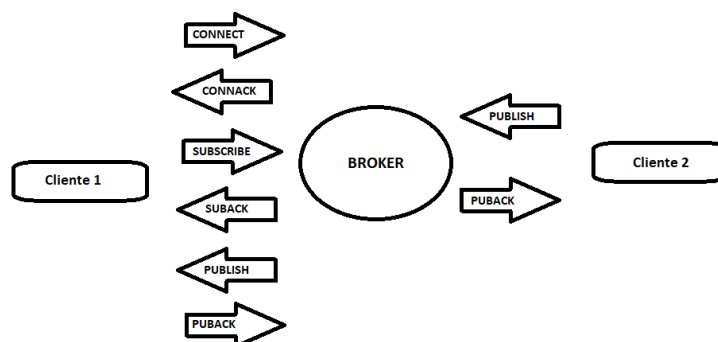 CONNECT
CONNACK
PUBLISH
SUBSCRIBE
BROKER
Cliente 1
Cliente 2
SUBACK
PUBACK
PUBLISH
PUBACK